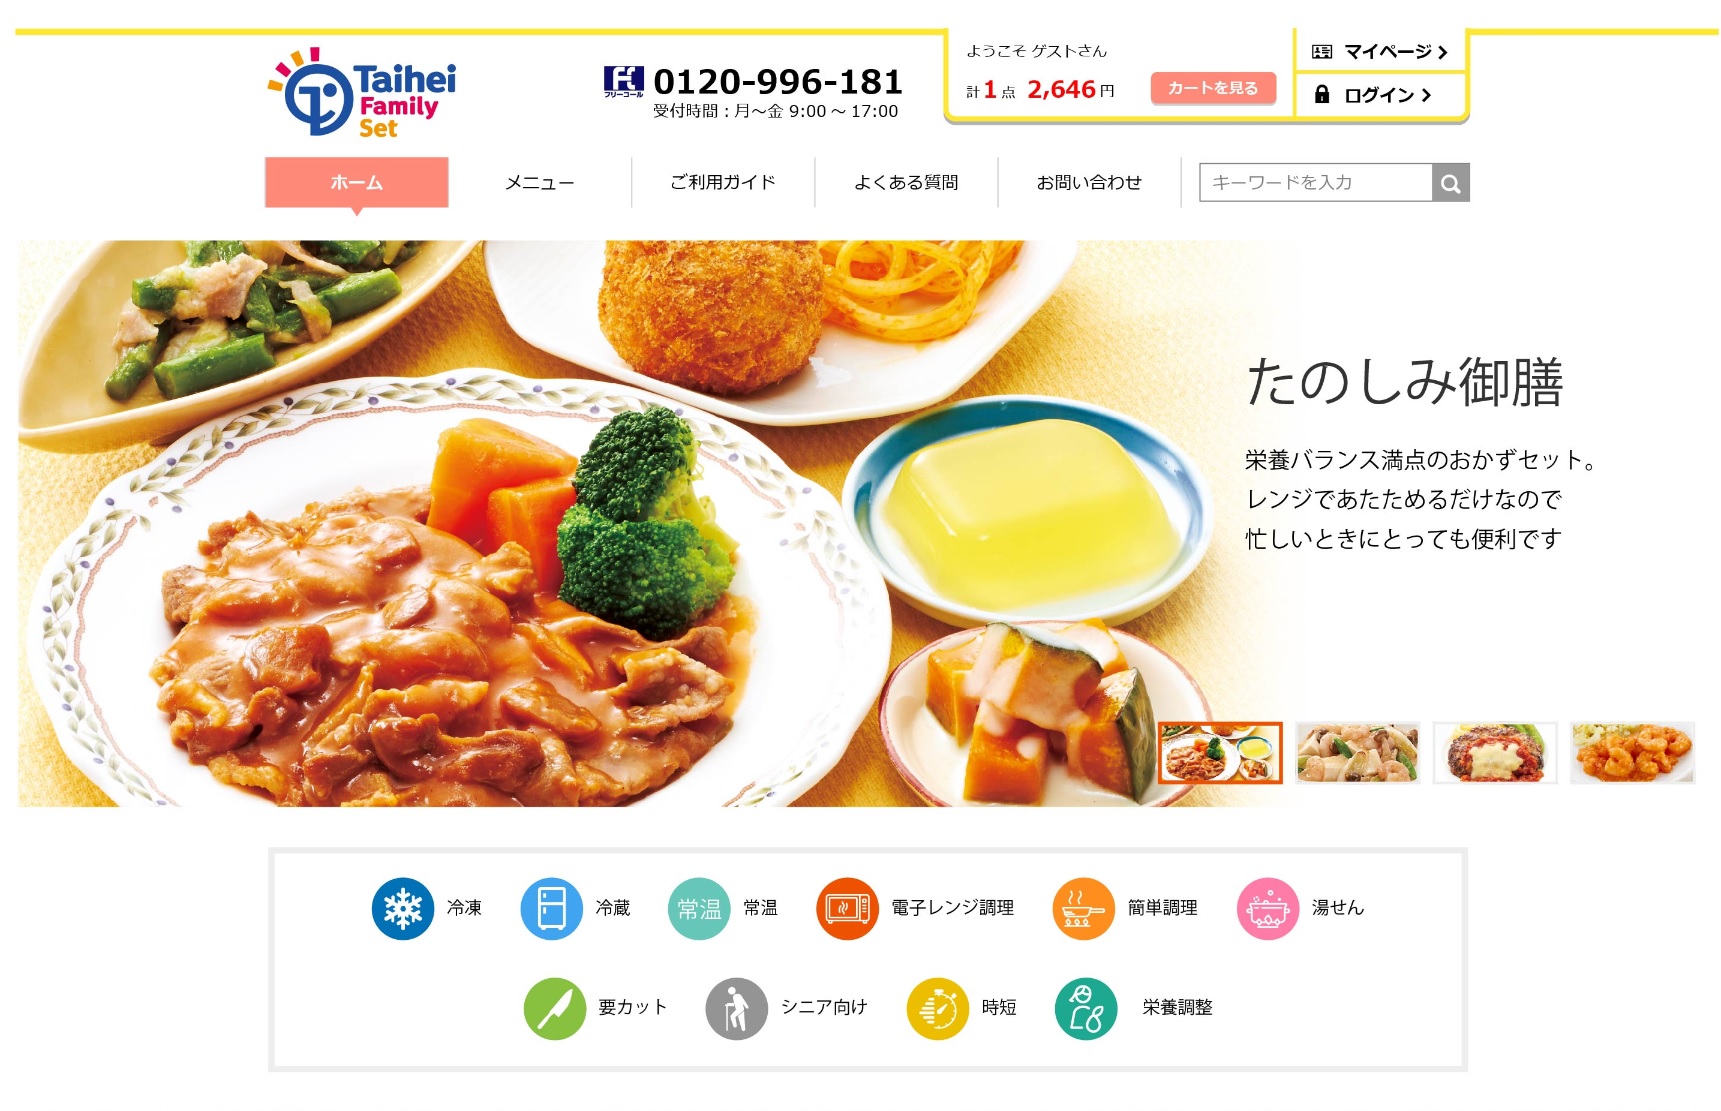 Taihei
Family
Set
フリーコール
0120-996-181
受付時間：月～金 9:00 ～ 17:00
ようこそ ゲストさん
計1点 2,646円
カートを見る
マイページ
ログイン
ホーム
メニュー
ご利用ガイド
よくある質問
お問い合わせ
キーワードを入力
たのしみ御膳
栄養バランス満点のおかずセット。
レンジであたためるだけなので
忙しいときにとっても便利です
冷凍
冷蔵
常温
常温
電子レンジ調理
簡単調理
湯せん
要カット
シニア向け
時短
栄養調整